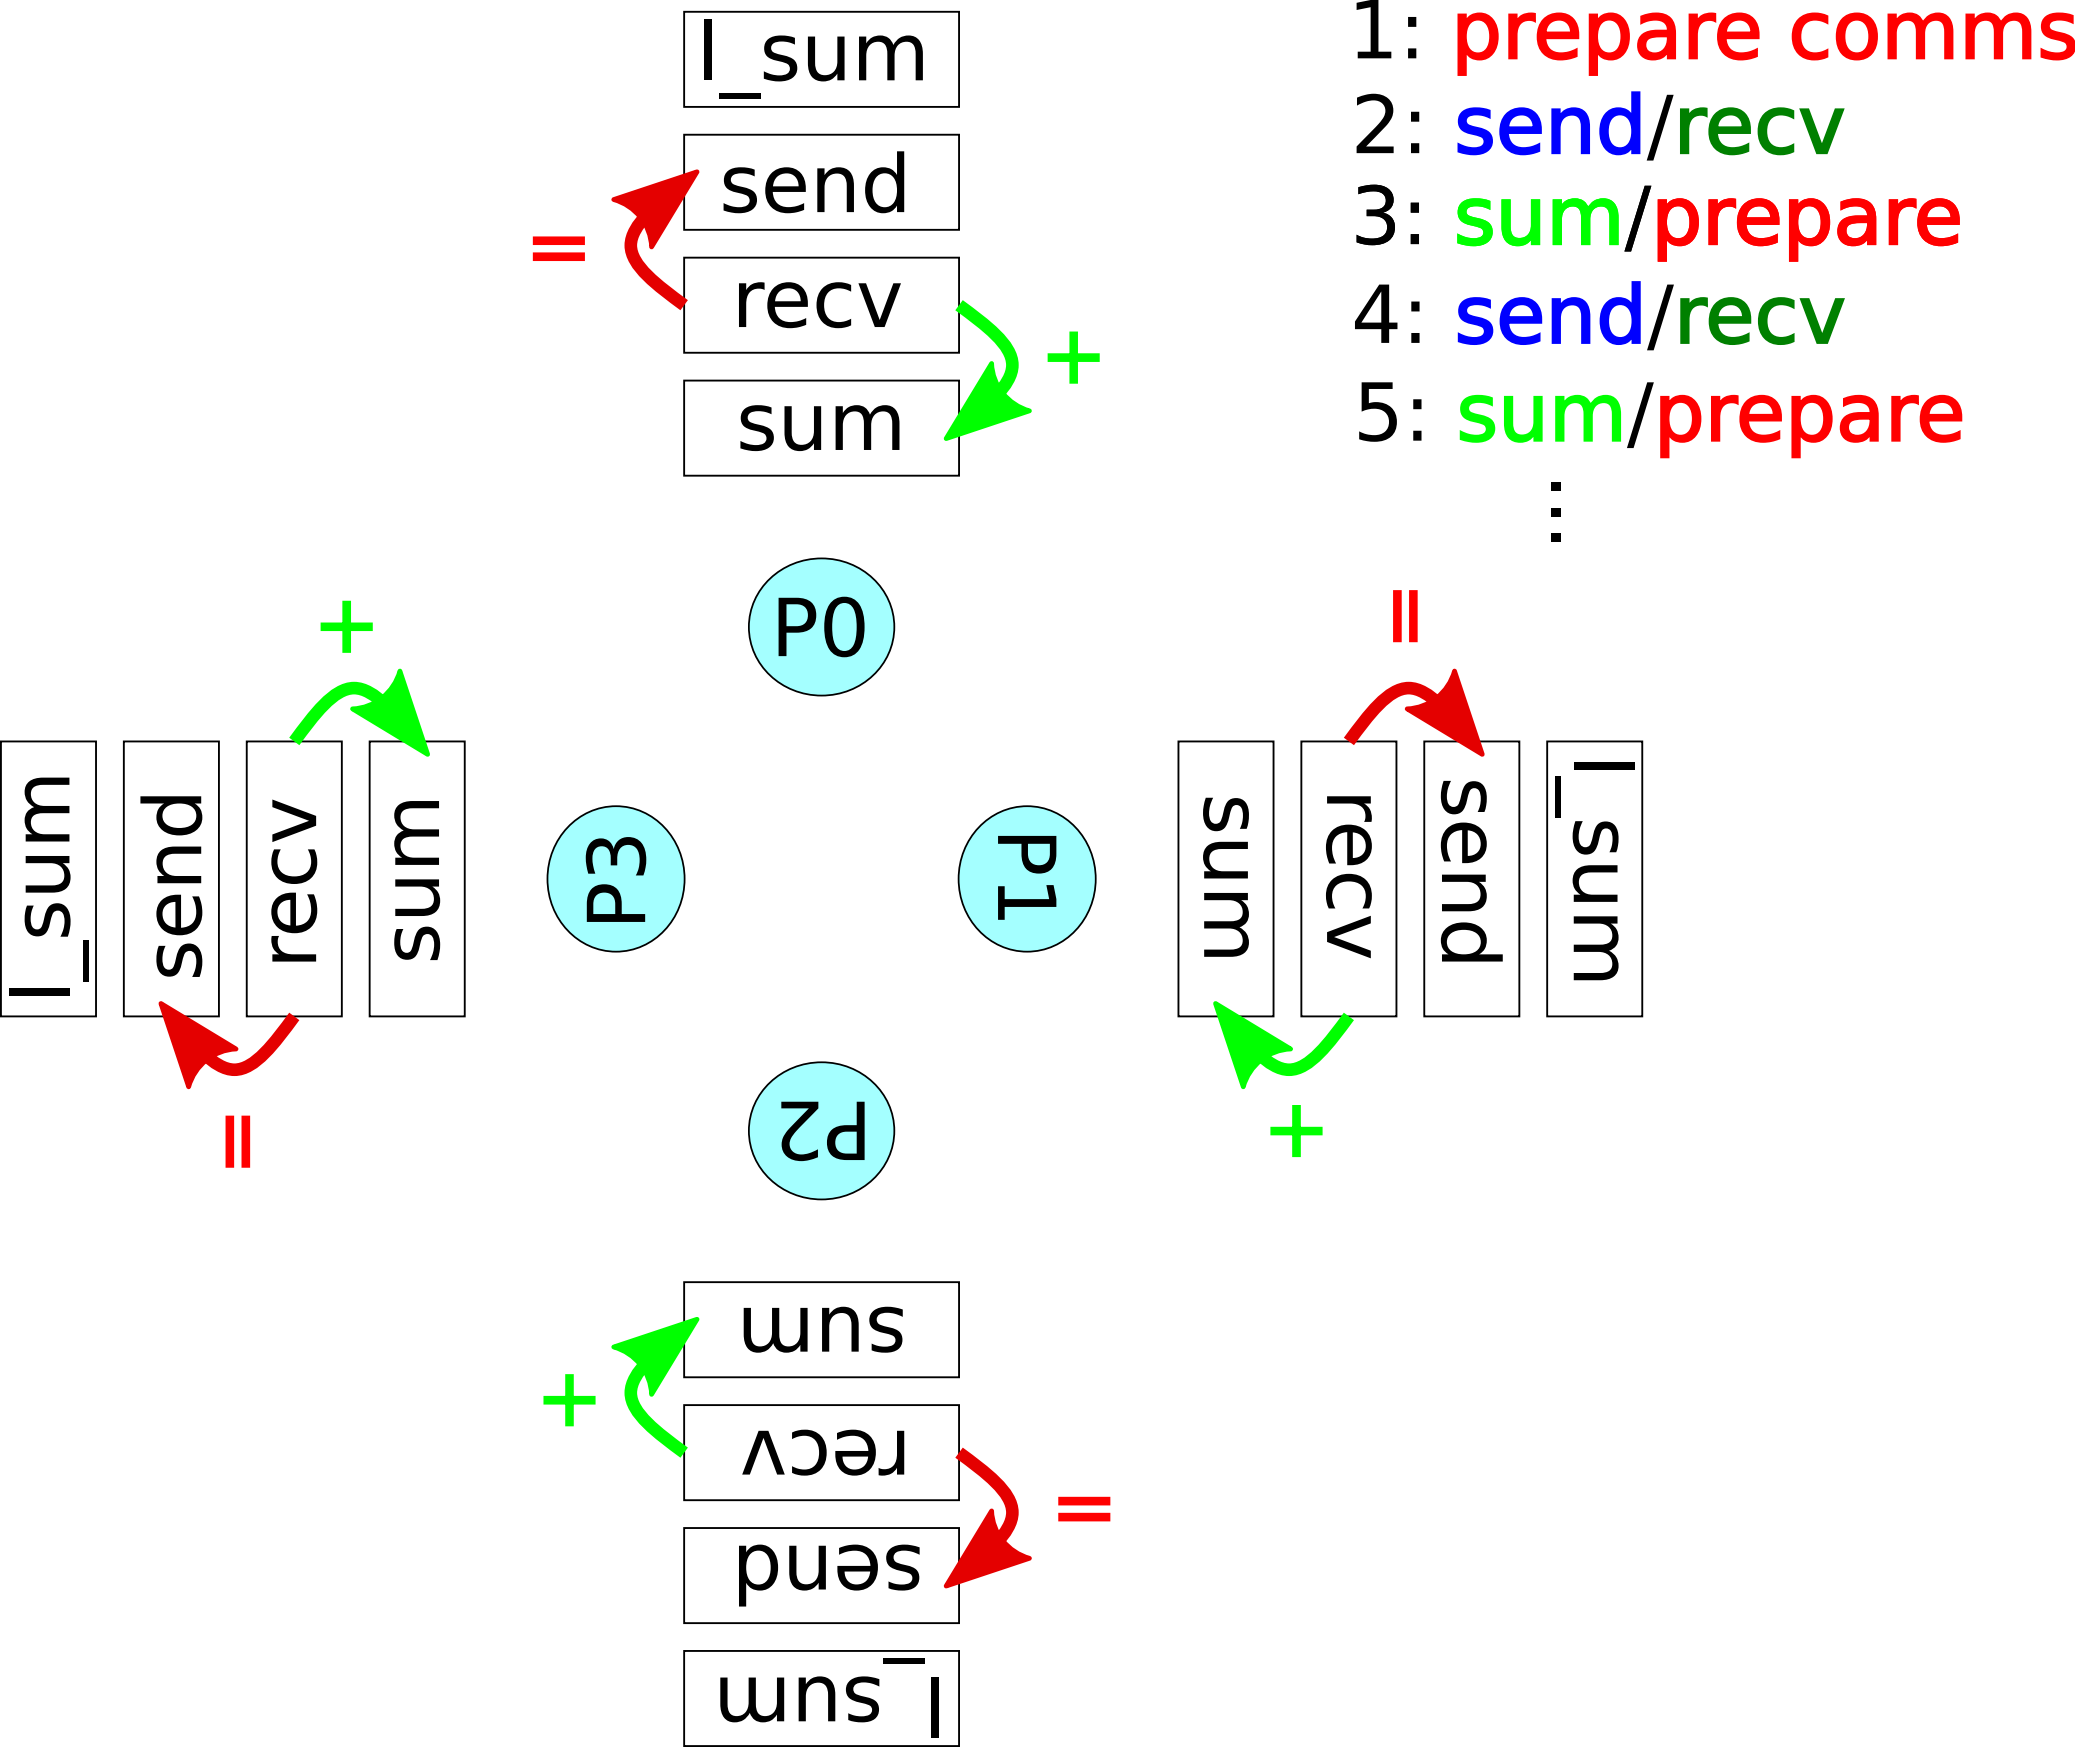 l_sum
send
recv
sum
=
+
1: prepare comms
2: send/recv
3: sum/prepare
4: send/recv
5: sum/prepare
...
P0
+
l_sum
send
recv
sum
=
P3
P1
=
sum
recv
send
l_sum
+
P2
sum
recv
send
l_sum
+
=